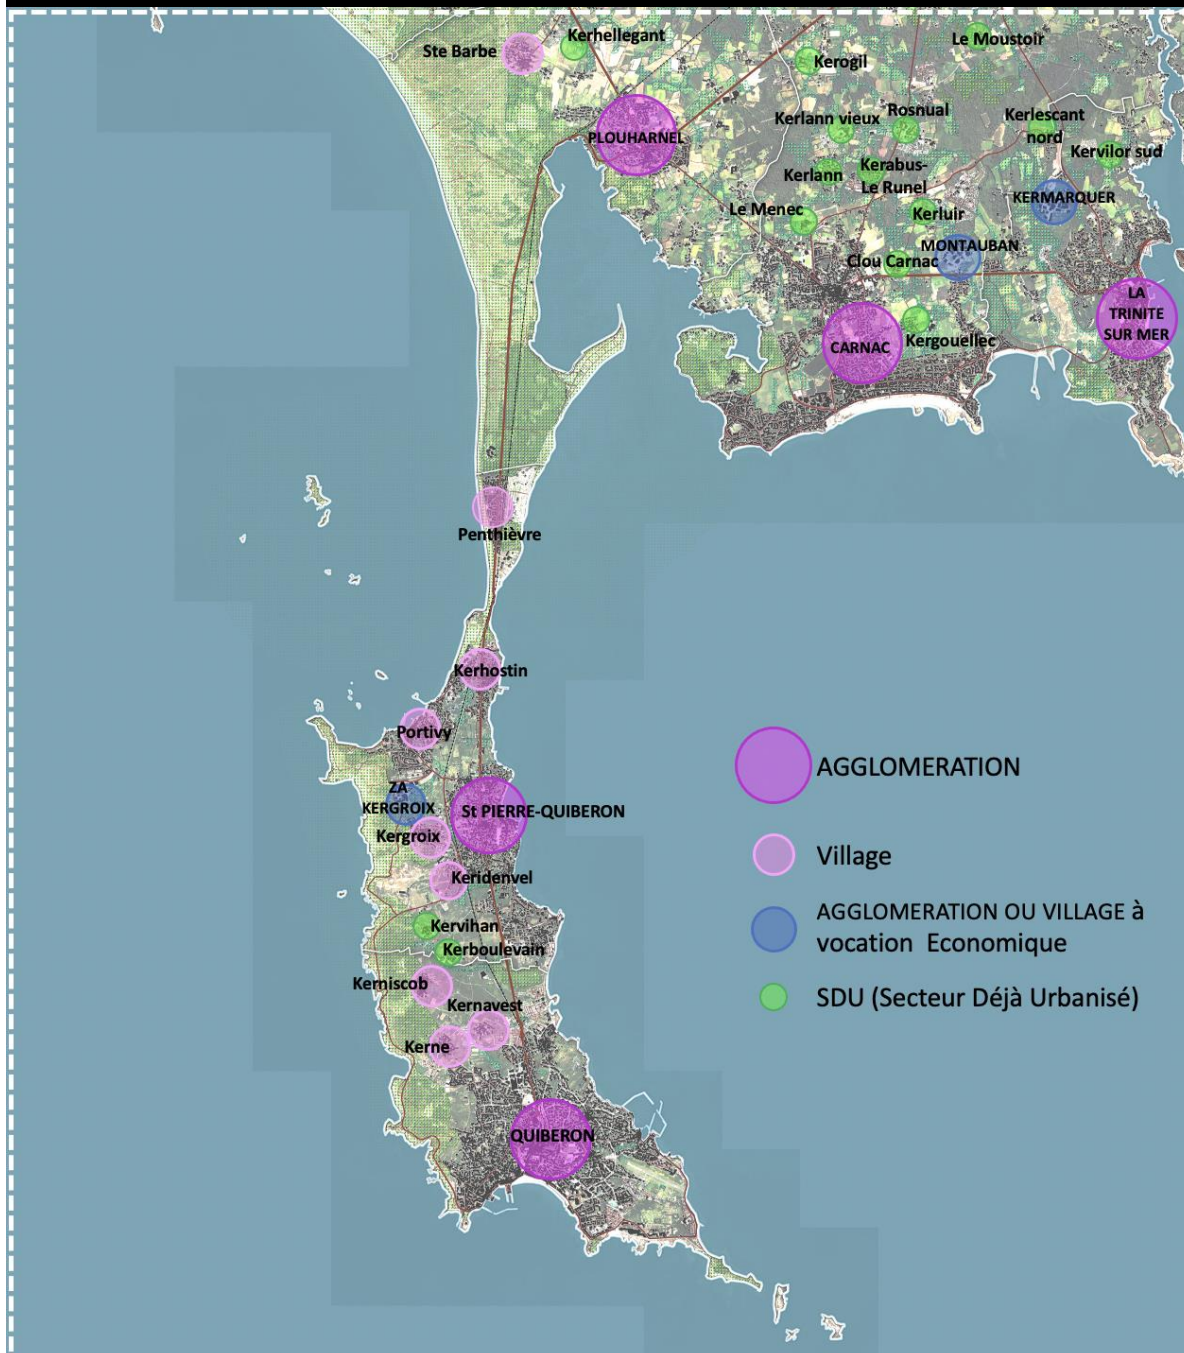 Ste Barbe
Kerhellegant
Le Moustoir
Kerogil
PLOUHARNEL
Kerlann vieux
Rosnual
Kerlescant
nord
Kervilor sud
Kerlann
Kerabus-
Le Runel
KERMARQUER
Le Menec
Kerluir
MONTAUBAN
Clou Carnac
LA
TRINITE
SUR MER
CARNAC
Kergouellec
Penthièvre
Kerhostin
Portivy
ZA
KERGROIX
St PIERRE-QUIBERON
Kergroix
Keridenvel
Kervihan
Kerboulevain
Kerniscob
Kernavest
Kerne
QUIBERON
AGGLOMERATION
Village
AGGLOMERATION OU VILLAGE à
vocation Economique
SDU (Secteur Déjà Urbanisé)